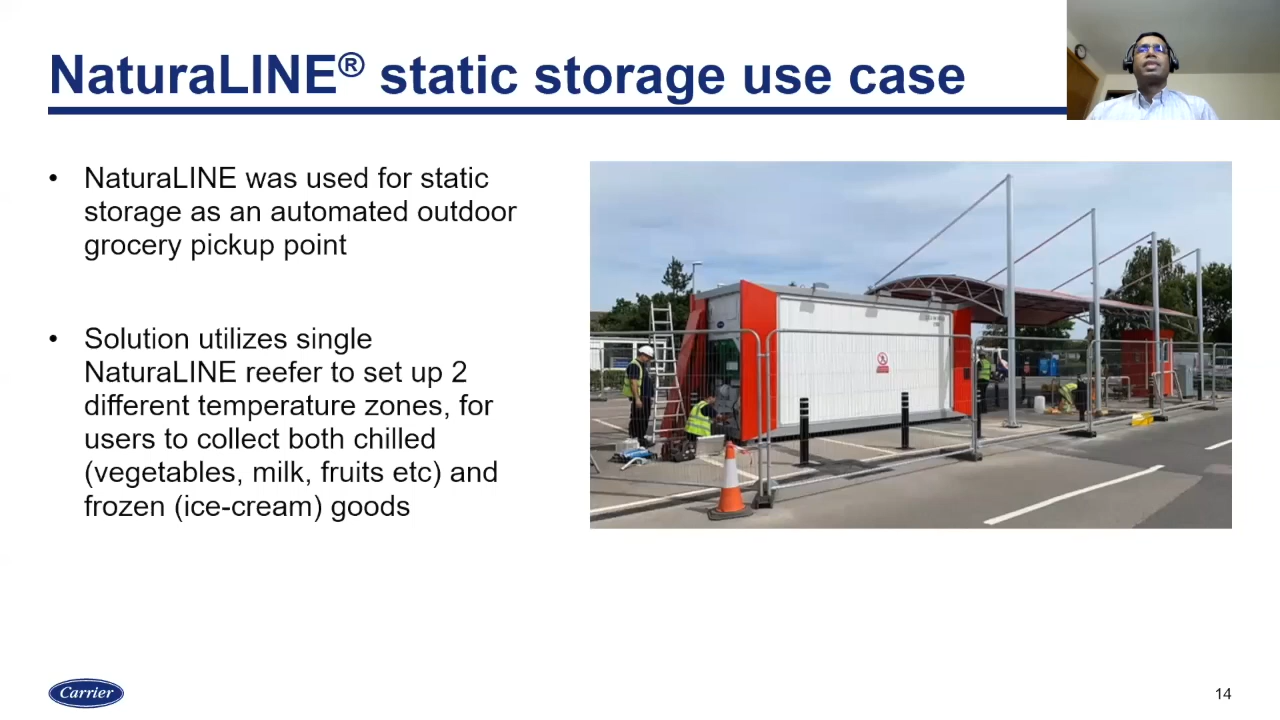 NaturaLINE® static storage use case
• NaturaLINE was used for static
storage as an automated outdoor
grocery pickup point
• Solution utilizes single
NaturaLINE reefer to set up 2
different temperature zones, for
users to collect both chilled
(vegetables, milk, fruits etc) and
frozen (ice-cream) goods
Carrier
14